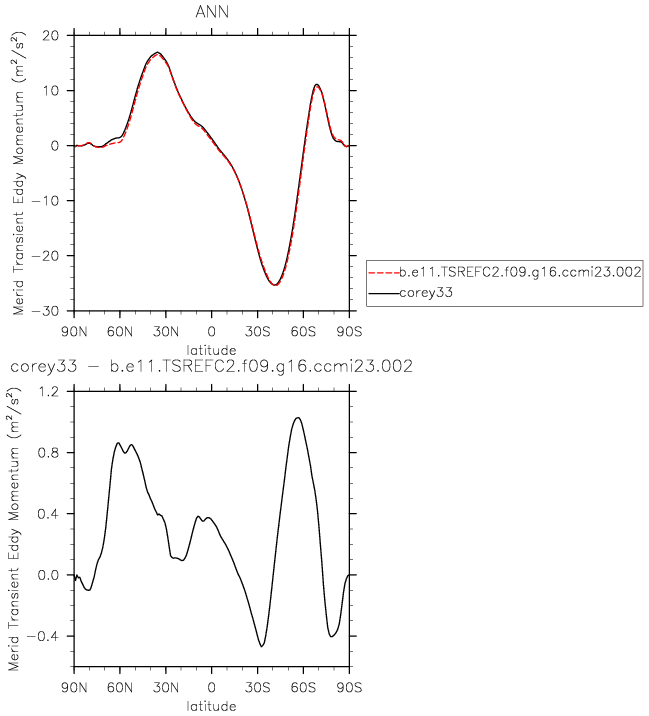 ANN
Merid Transient Eddy Momentum (m²/s²)
20
10
0
−10
−20
−30
90N 60N 30N 0 30S 60S 90S
latitude
b.e11.TSREFC2.f09.g16.ccmi23.002
corey33
corey33 − b.e11.TSREFC2.f09.g16.ccmi23.002
Merid Transient Eddy Momentum (m²/s²)
1.2
0.8
0.4
0.0
−0.4
90N 60N 30N 0 30S 60S 90S
latitude